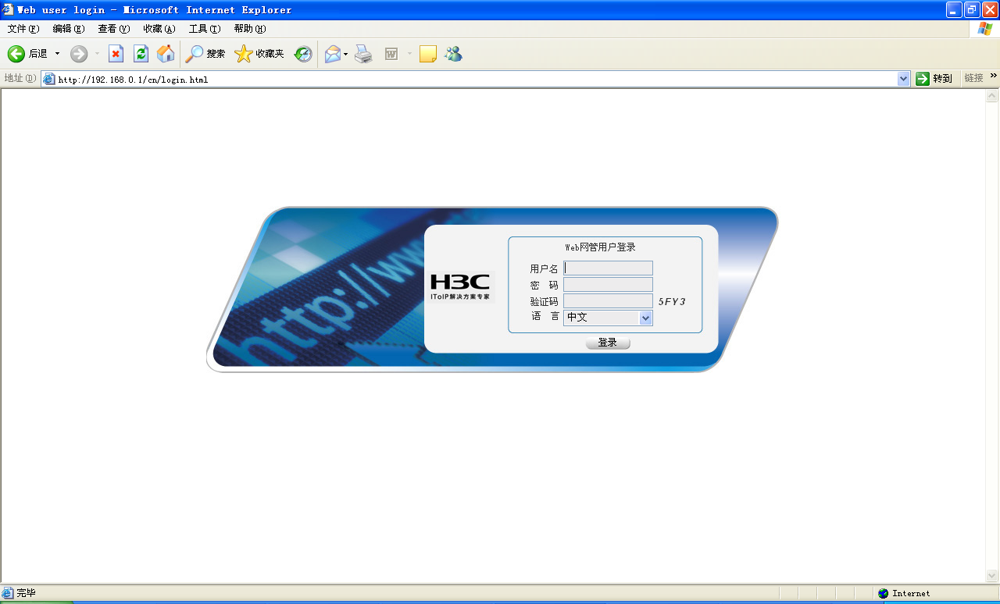 Web user login - Microsoft Internet Explorer
文件(F) 编辑(E) 查看(V) 收藏(A) 工具(T) 帮助(H)
后退 搜索 收藏夹
地址(D) http://192.168.0.1/cn/login.html 转到 链接 »
http://www
Web网管用户登录
用户名
H3C
IToIP解决方案专家
密 码
验证码 5FY3
语 言 中文
登录
完毕 Internet